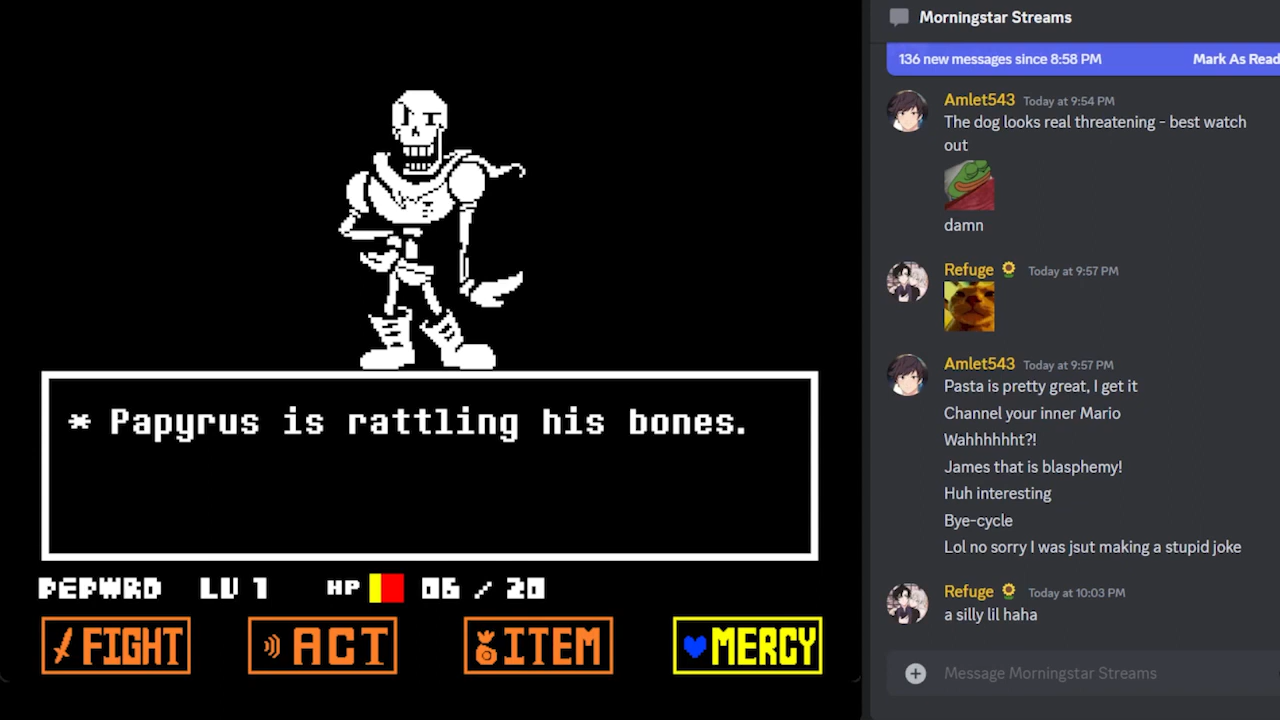 * Papyrus is rattling his bones.
PEPWRD LV 1 HP 06 / 20
FIGHT ACT ITEM MERCY
Morningstar Streams
136 new messages since 8:58 PM Mark As Read
Amlet543 Today at 9:54 PM
The dog looks real threatening - best watch
out
damn
Refuge Today at 9:57 PM
Amlet543 Today at 9:57 PM
Pasta is pretty great, I get it
Channel your inner Mario
Wahhhhhht?!
James that is blasphemy!
Huh interesting
Bye-cycle
Lol no sorry I was jsut making a stupid joke
Refuge Today at 10:03 PM
a silly lil haha
Message Morningstar Streams